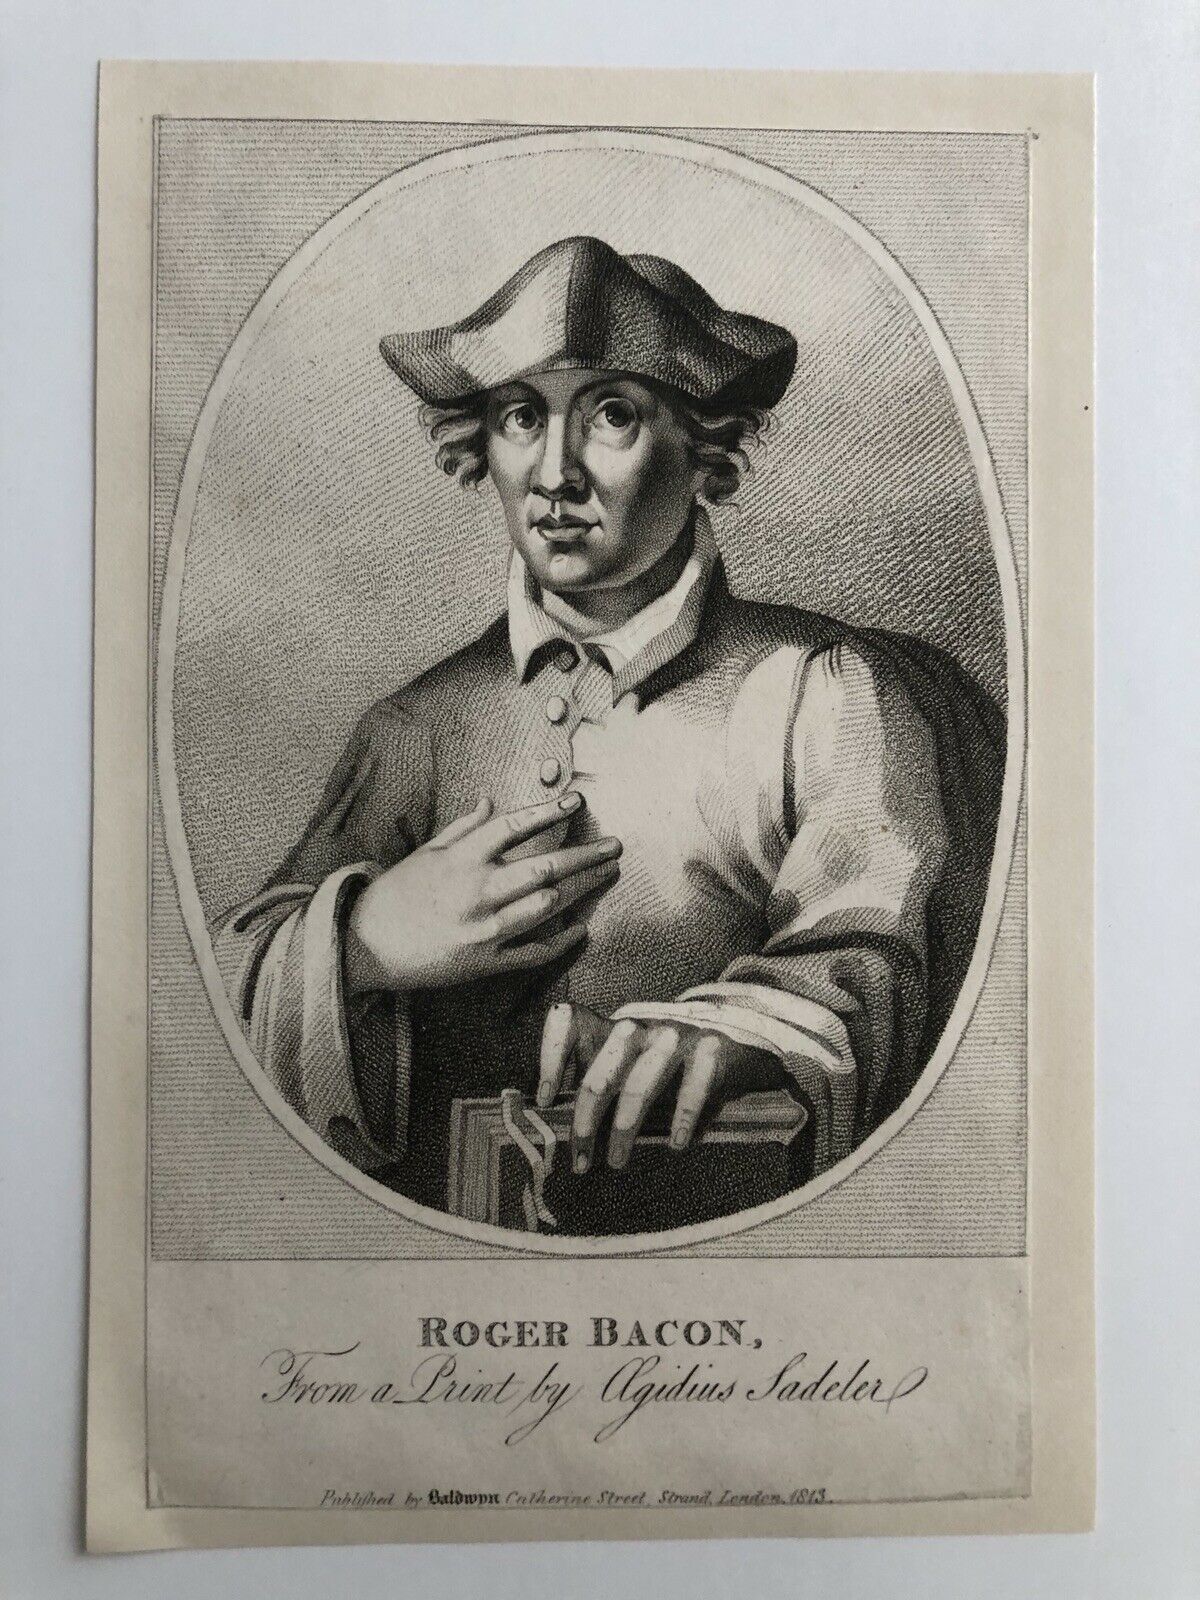 ROGER BACON,
From a Print by Ægidius Sadeler
Published by Baldwyn Catherine Street, Strand, London. 1813.